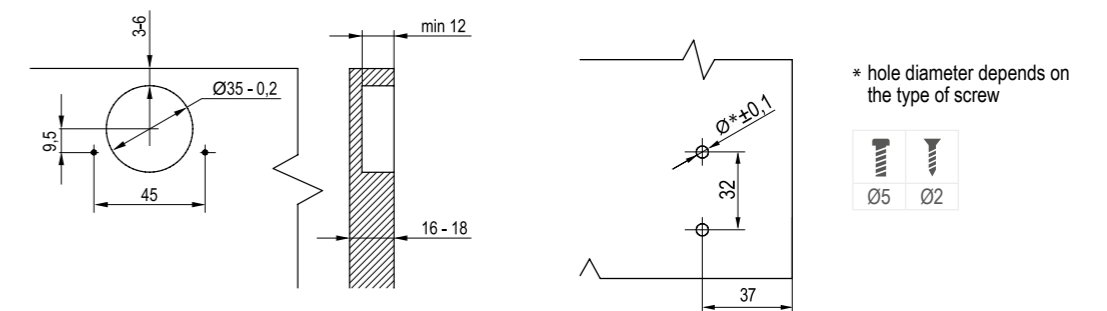 3-6
min 12
Ø35 - 0,2
9,5
45
16 - 18
Ø*±0,1
32
37
* hole diameter depends on
the type of screw
Ø5 Ø2